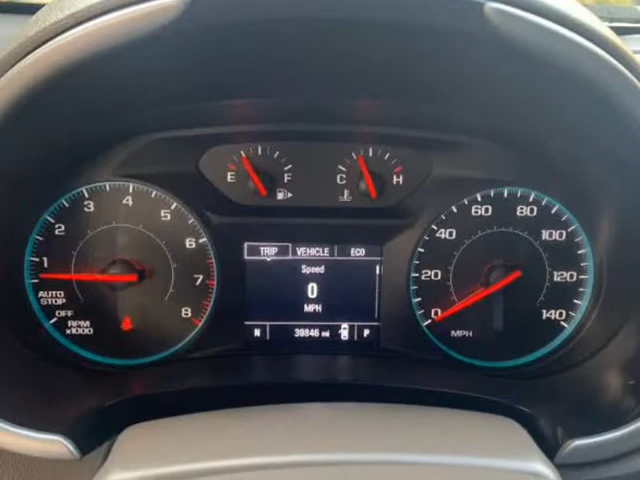 E F C H
1 2 3 4 5 6 7 8
AUTO
STOP
OFF
RPM
x1000
TRIP VEHICLE ECO
Speed
0
MPH
N 39846 mi P
0 20 40 60 80 100 120 140
MPH